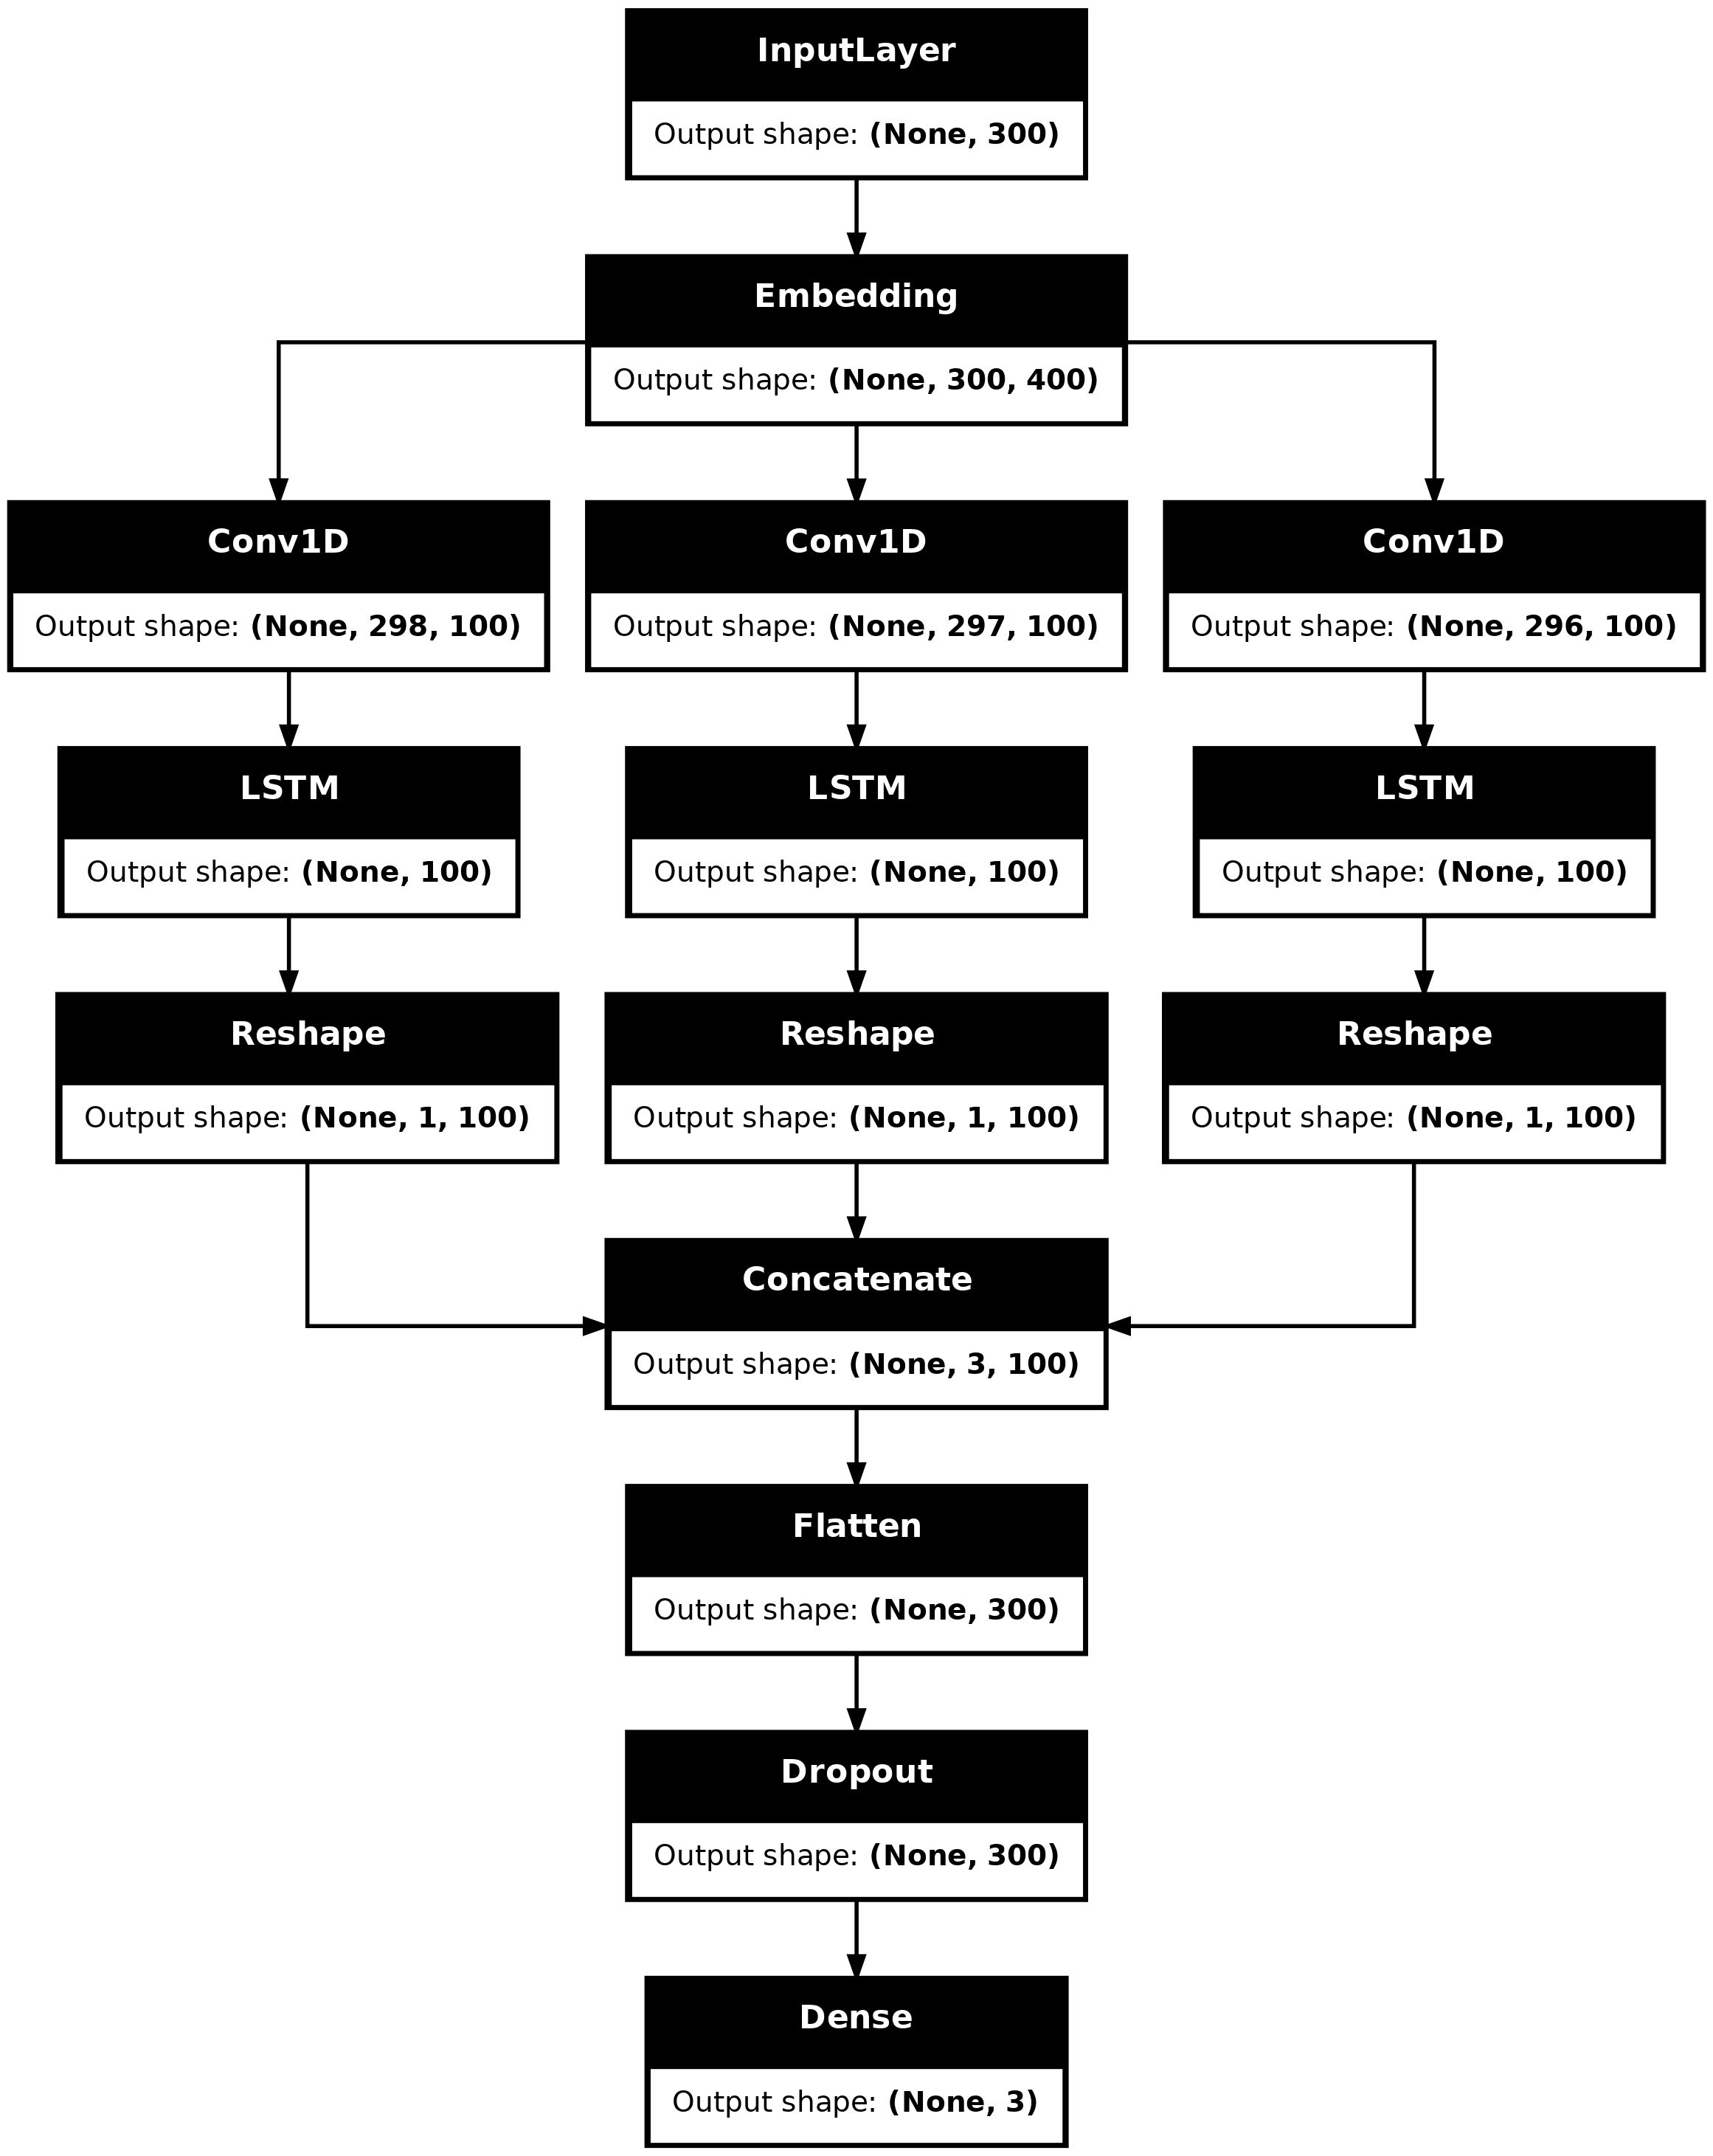 InputLayer
Output shape: (None, 300)
Embedding
Output shape: (None, 300, 400)
Conv1D
Output shape: (None, 298, 100)
Conv1D
Output shape: (None, 297, 100)
Conv1D
Output shape: (None, 296, 100)
LSTM
Output shape: (None, 100)
LSTM
Output shape: (None, 100)
LSTM
Output shape: (None, 100)
Reshape
Output shape: (None, 1, 100)
Reshape
Output shape: (None, 1, 100)
Reshape
Output shape: (None, 1, 100)
Concatenate
Output shape: (None, 3, 100)
Flatten
Output shape: (None, 300)
Dropout
Output shape: (None, 300)
Dense
Output shape: (None, 3)